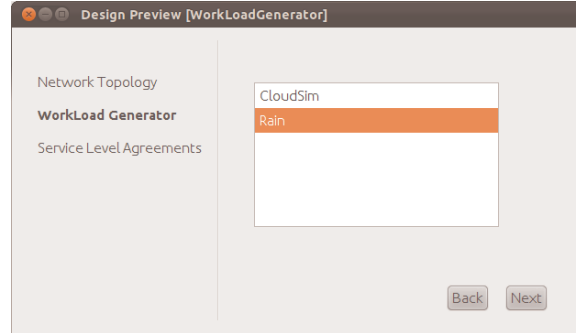 Design Preview [WorkLoadGenerator]
Network Topology
WorkLoad Generator
Service Level Agreements
CloudSim
Rain
Back
Next